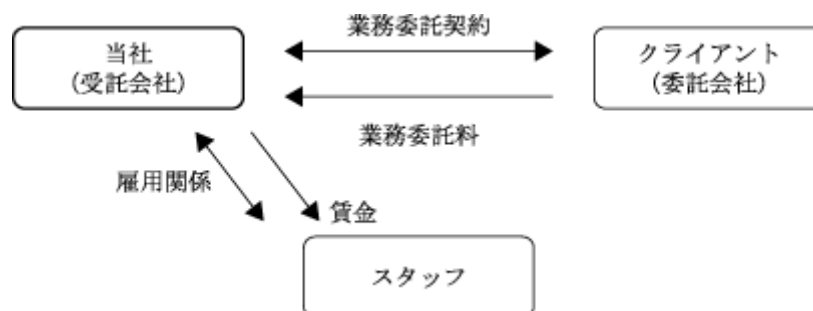 業務委託契約
当社
(受託会社)
クライアント
(委託会社)
業務委託料
雇用関係
賃金
スタッフ